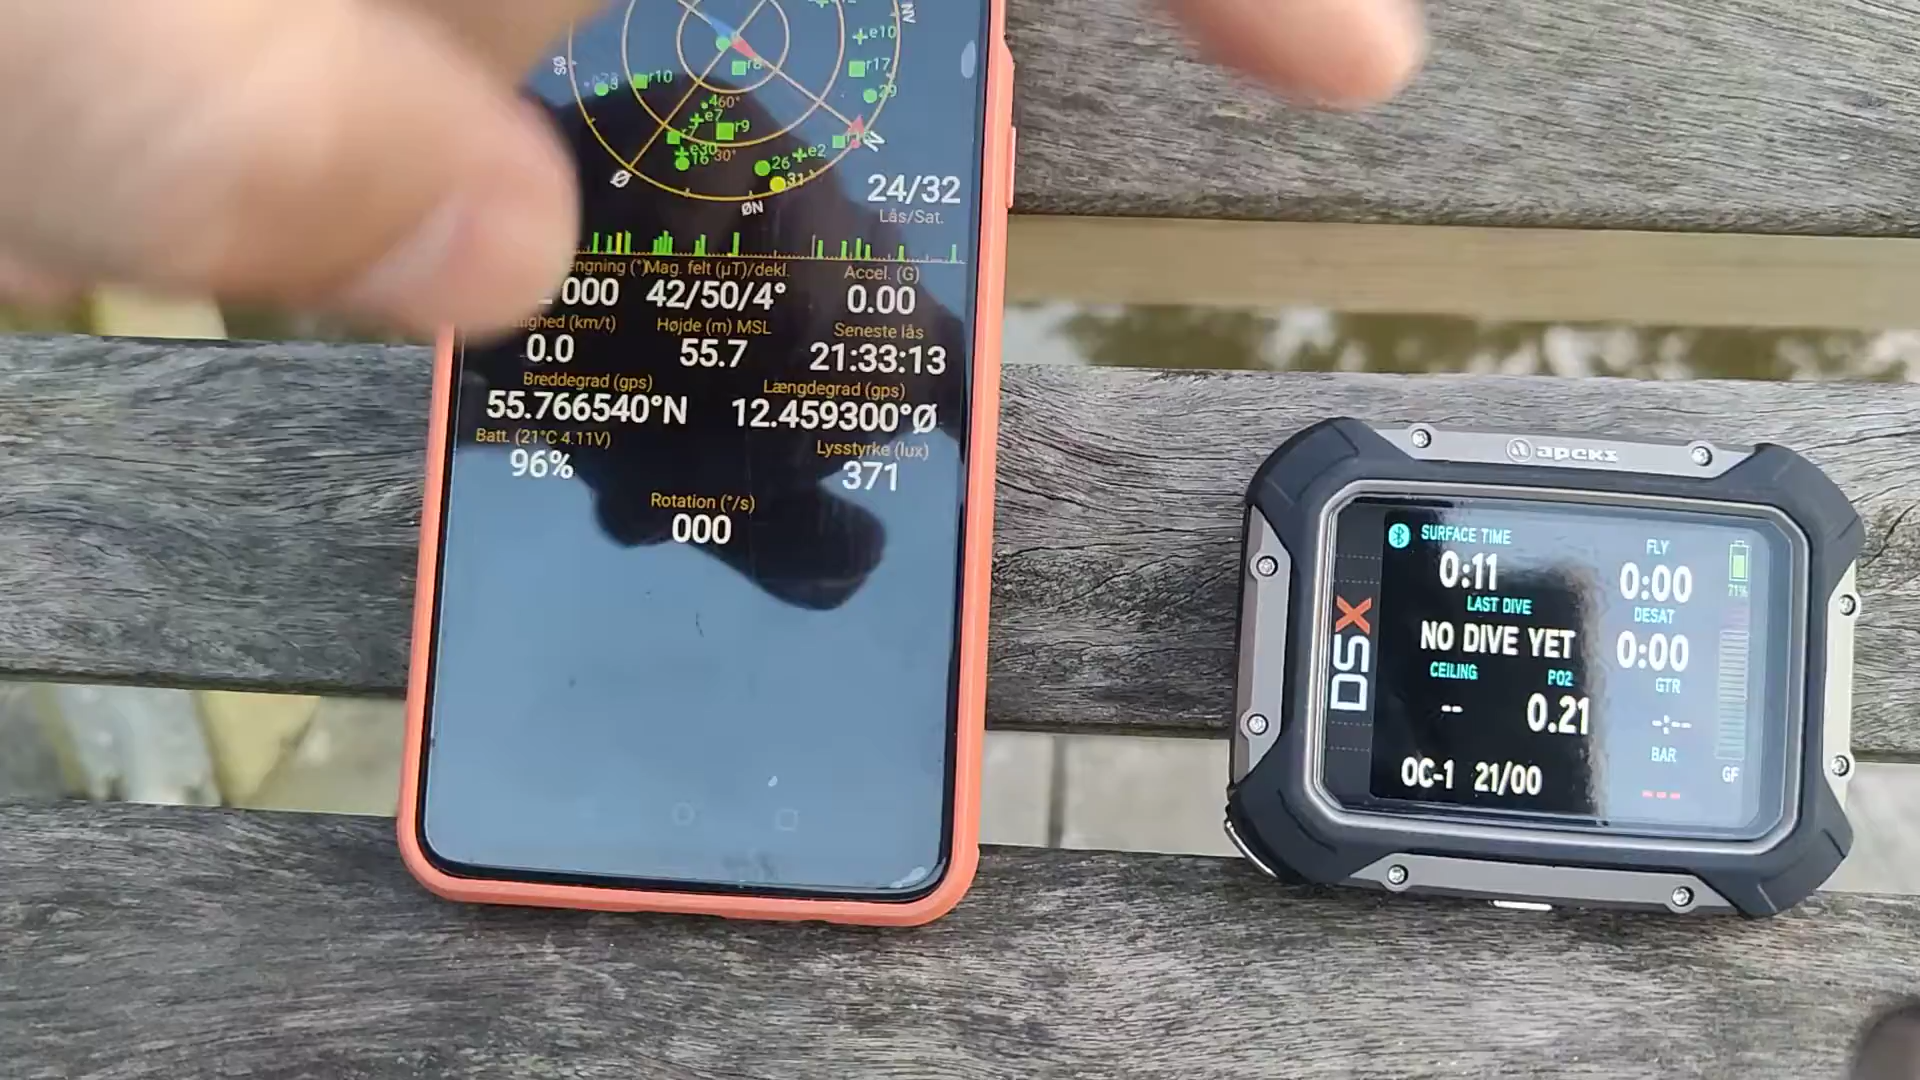 NV
e10
SØ
r8
r17
r10
29
460°
e7
r9
e30
16
30°
e2
26
31
N
Ø
ØN
24/32
Lås/Sat.
Mag. felt (µT)/dekl.
Accel. (G)
000
42/50/4°
0.00
Højde (m) MSL
Seneste lås
0.0
55.7
21:33:13
Breddegrad (gps)
Længdegrad (gps)
55.766540°N
12.459300°Ø
Batt. (21°C 4.11V)
Lysstyrke (lux)
96%
371
Rotation (°/s)
000
apeks
DSX
SURFACE TIME
FLY
0:11
0:00
71%
LAST DIVE
DESAT
NO DIVE YET
0:00
CEILING
PO2
GTR
--
0.21
-:--
BAR
OC-1 21/00
---
GF